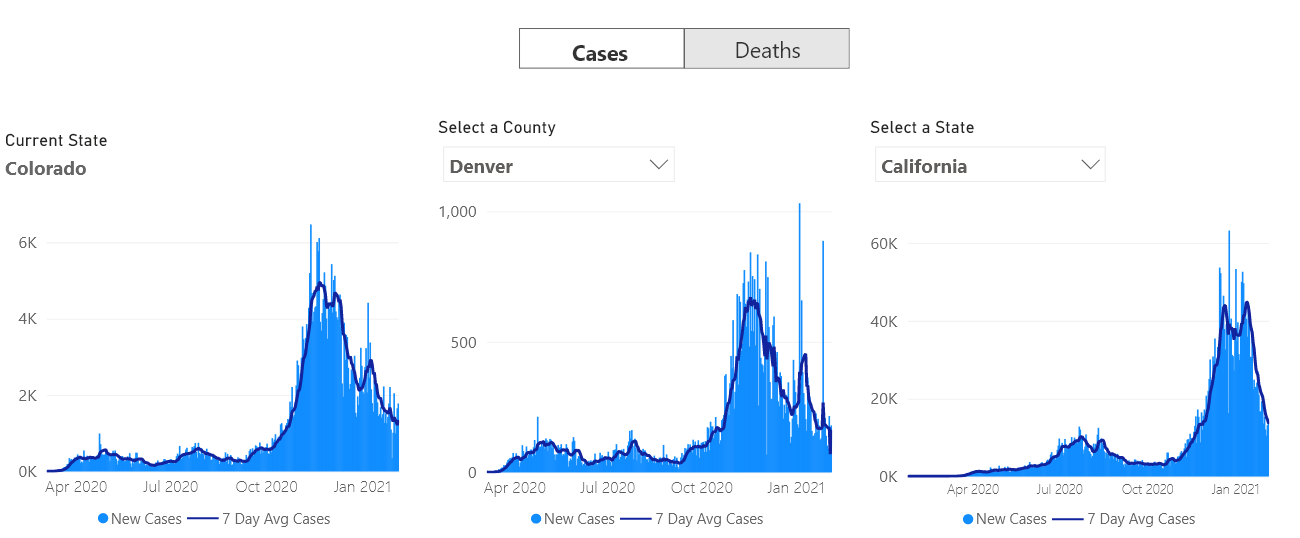 Cases
Deaths
Current State
Colorado
6K
4K
2K
0K
Apr 2020
Jul 2020
Oct 2020
Jan 2021
New Cases
7 Day Avg Cases
Select a County
Denver
1,000
500
0
Apr 2020
Jul 2020
Oct 2020
Jan 2021
New Cases
7 Day Avg Cases
Select a State
California
60K
40K
20K
0K
Apr 2020
Jul 2020
Oct 2020
Jan 2021
New Cases
7 Day Avg Cases